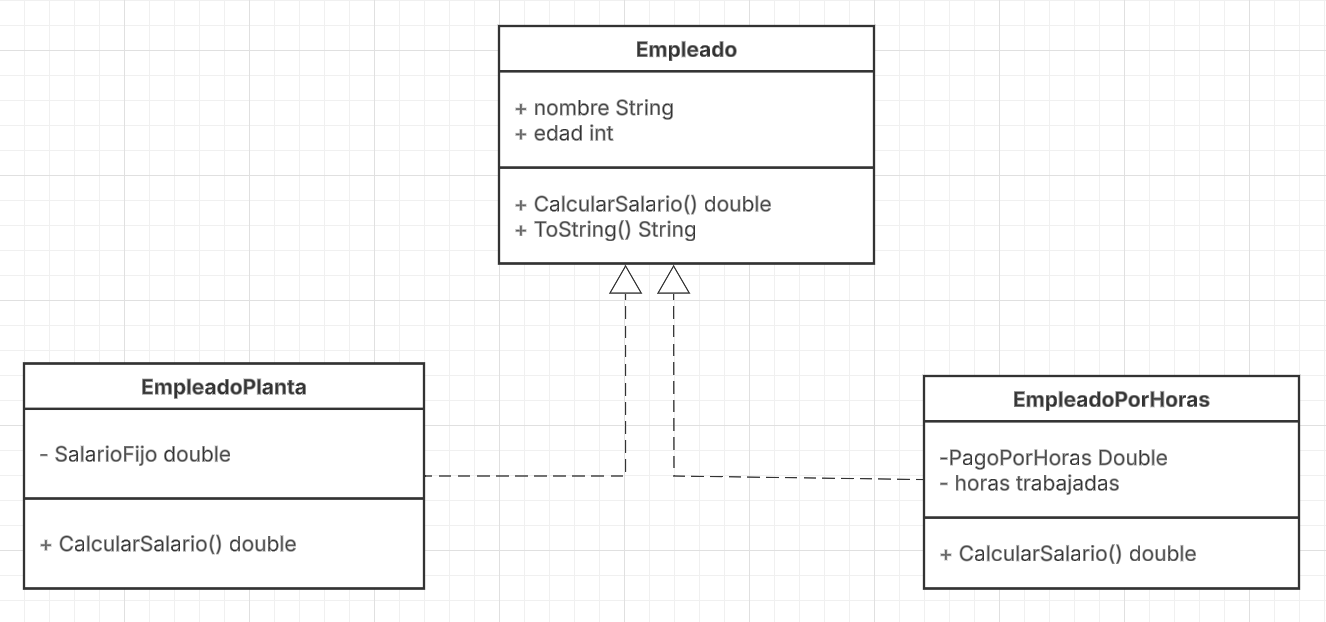 Empleado
+ nombre String
+ edad int
+ CalcularSalario() double
+ ToString() String
EmpleadoPlanta
- SalarioFijo double
+ CalcularSalario() double
EmpleadoPorHoras
-PagoPorHoras Double
- horas trabajadas
+ CalcularSalario() double